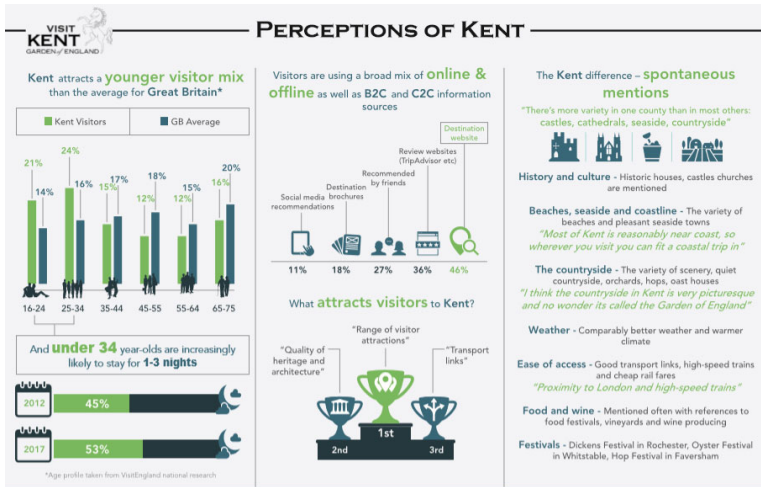 VISIT
KENT
GARDEN of ENGLAND
PERCEPTIONS OF KENT
Kent attracts a younger visitor mix
than the average for Great Britain*
Kent Visitors
GB Average
21%
14%
24%
16%
15%
17%
12%
18%
12%
15%
16%
20%
16-24
25-34
35-44
45-55
55-64
65-75
And under 34 year-olds are increasingly
likely to stay for 1-3 nights
2012
45%
2017
53%
*Age profile taken from VisitEngland national research
Visitors are using a broad mix of online &
offline as well as B2C and C2C information
sources
Social media
recommendations
Destination
brochures
Recommended
by friends
Review websites
(TripAdvisor etc)
Destination
website
11%
18%
27%
36%
46%
What attracts visitors to Kent?
"Quality of
heritage and
architecture"
"Range of visitor
attractions"
"Transport
links"
2nd
1st
3rd
The Kent difference – spontaneous
mentions
"There's more variety in one county than in most others:
castles, cathedrals, seaside, countryside"
History and culture - Historic houses, castles churches
are mentioned
Beaches, seaside and coastline - The variety of
beaches and pleasant seaside towns
"Most of Kent is reasonably near coast, so
wherever you visit you can fit a coastal trip in"
The countryside - The variety of scenery, quiet
countryside, orchards, hops, oast houses
"I think the countryside in Kent is very picturesque
and no wonder its called the Garden of England"
Weather - Comparably better weather and warmer
climate
Ease of access - Good transport links, high-speed trains
and cheap rail fares
"Proximity to London and high-speed trains"
Food and wine - Mentioned often with references to
food festivals, vineyards and wine producing
Festivals - Dickens Festival in Rochester, Oyster Festival
in Whitstable, Hop Festival in Faversham